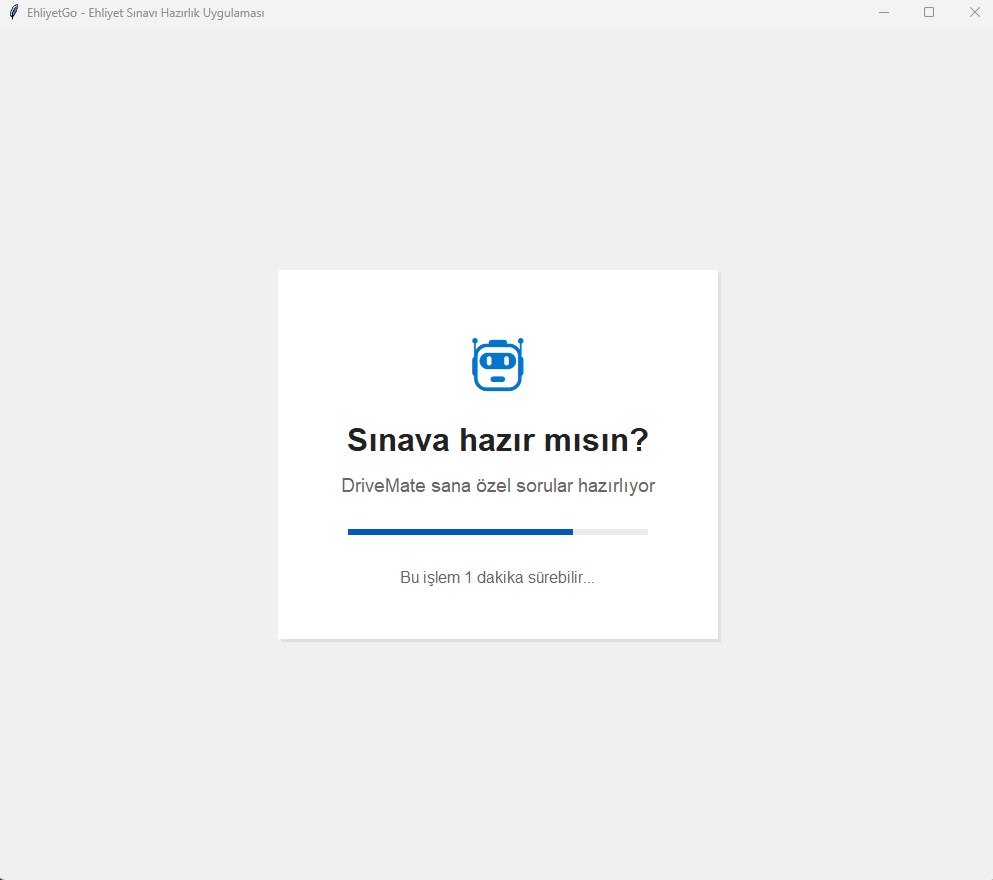 EhliyetGo - Ehliyet Sınavı Hazırlık Uygulaması
Sınava hazır mısın?
DriveMate sana özel sorular hazırlıyor
Bu işlem 1 dakika sürebilir...